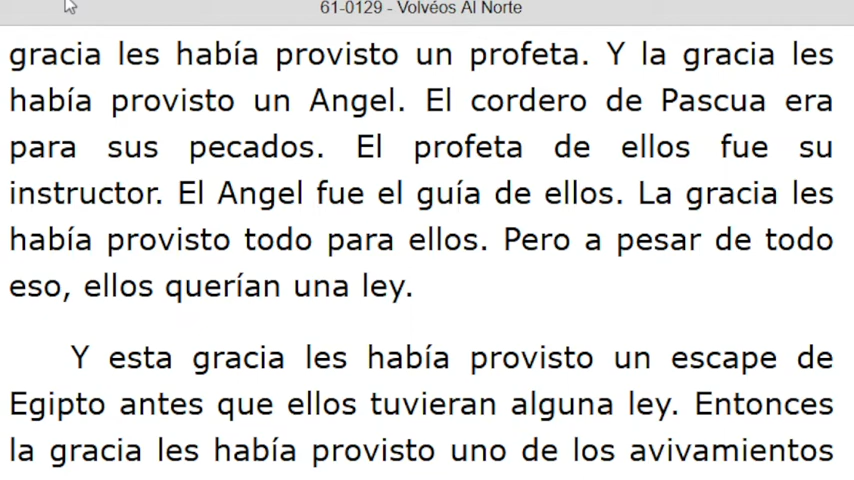 61-0129 - Volvéos Al Norte
gracia les había provisto un profeta. Y la gracia les
había provisto un Angel. El cordero de Pascua era
para sus pecados. El profeta de ellos fue su
instructor. El Angel fue el guía de ellos. La gracia les
había provisto todo para ellos. Pero a pesar de todo
eso, ellos querían una ley.
Y esta gracia les había provisto un escape de
Egipto antes que ellos tuvieran alguna ley. Entonces
la gracia les había provisto uno de los avivamientos